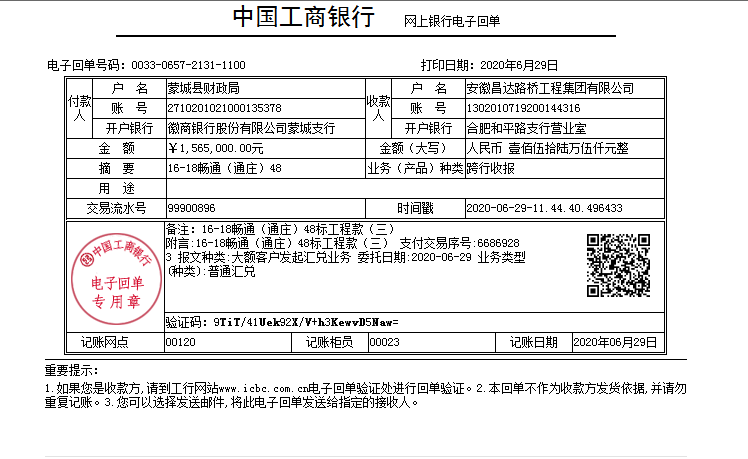 中国工商银行 网上银行电子回单
电子回单号码：0033-0657-2131-1100 打印日期：2020年6月29日
付款人 户 名 蒙城县财政局 收款人 户 名 安徽昌达路桥工程集团有限公司
账 号 2710201021000135378 账 号 1302010719200144316
开户银行 徽商银行股份有限公司蒙城支行 开户银行 合肥和平路支行营业室
金 额 ￥1,565,000.00元 金额（大写） 人民币 壹佰伍拾陆万伍仟元整
摘 要 16-18畅通（通庄）48 业务（产品）种类 跨行收报
用 途
交易流水号 99900896 时间戳 2020-06-29-11.44.40.496433
中国工商银行
电子回单
专用章
备注：16-18畅通（通庄）48标工程款（三）
附言:16-18畅通（通庄）48标工程款（三） 支付交易序号:6686928
3 报文种类:大额客户发起汇兑业务 委托日期:2020-06-29 业务类型
(种类):普通汇兑
验证码：9TiT/41Uek92X/V+h3KewvD5Naw=
记账网点 00120 记账柜员 00023 记账日期 2020年06月29日
重要提示：
1.如果您是收款方,请到工行网站www.icbc.com.cn电子回单验证处进行回单验证。2.本回单不作为收款方发货依据,并请勿
重复记账。3.您可以选择发送邮件,将此电子回单发送给指定的接收人。